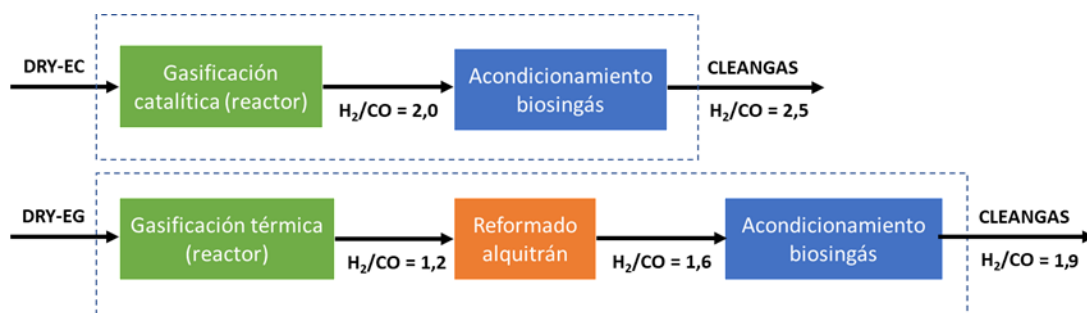 DRY-EC
Gasificación
catalítica (reactor)
H₂/CO = 2,0
Acondicionamiento
biosingás
CLEANGAS
H₂/CO = 2,5
DRY-EG
Gasificación térmica
(reactor)
H₂/CO = 1,2
Reformado
alquitrán
H₂/CO = 1,6
Acondicionamiento
biosingás
CLEANGAS
H₂/CO = 1,9